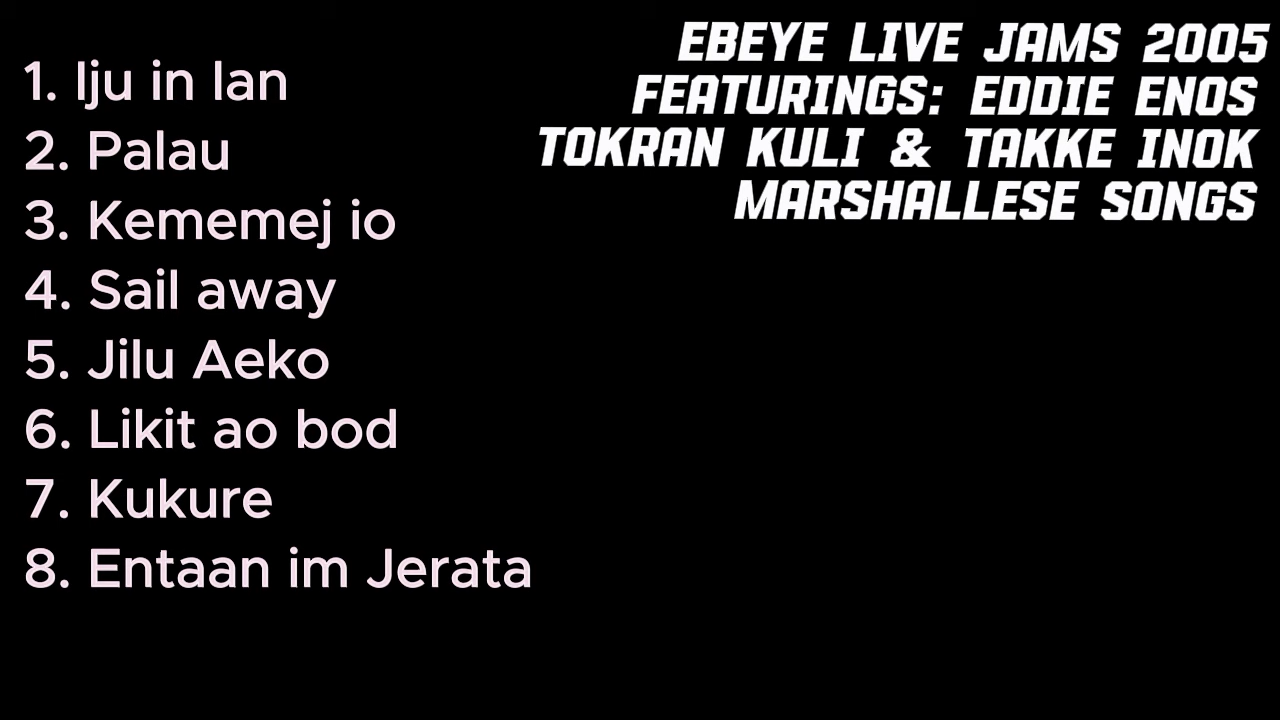 EBEYE LIVE JAMS 2005
FEATURINGS: EDDIE ENOS
TOKRAN KULI & TAKKE INOK
MARSHALLESE SONGS
1. Iju in lan
2. Palau
3. Kememej io
4. Sail away
5. Jilu Aeko
6. Likit ao bod
7. Kukure
8. Entaan im Jerata